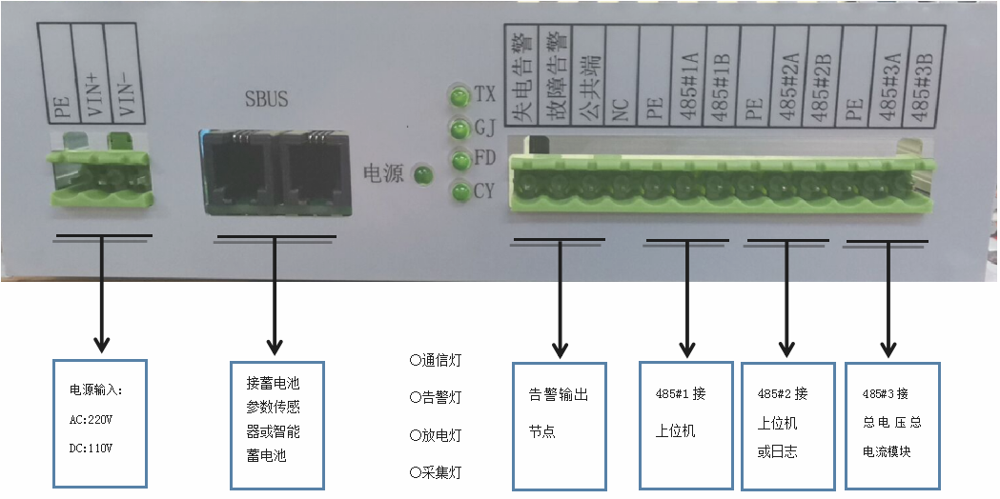 PE
VIN+
VIN-
SBUS
电源
TX
GJ
FD
CY
失电告警
故障告警
公共端
NC
PE
485#1A
485#1B
PE
485#2A
485#2B
PE
485#3A
485#3B
电源输入:
AC:220V
DC:110V
接蓄电池
参数传感
器或智能
蓄电池
〇通信灯
〇告警灯
〇放电灯
〇采集灯
告警输出
节点
485#1 接
上位机
485#2 接
上位机
或日志
485#3 接
总电压总
电流模块